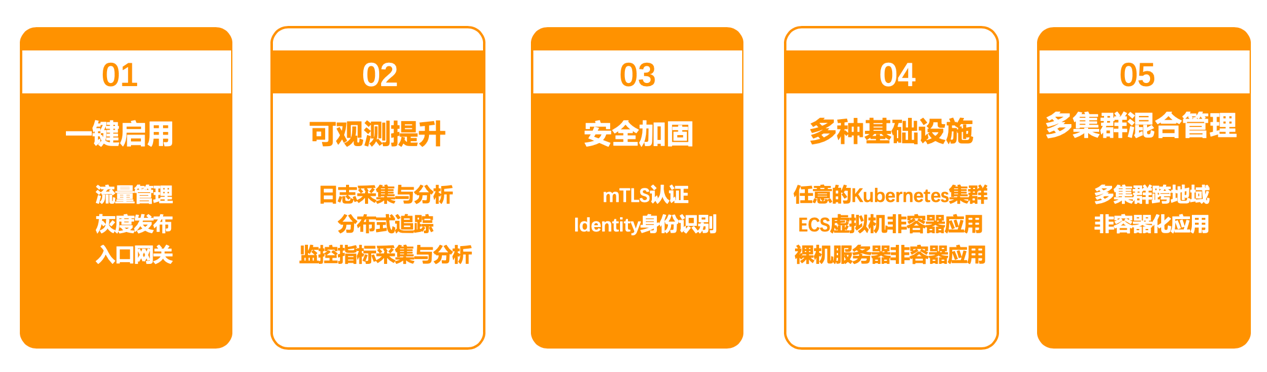 01
一键启用
流量管理
灰度发布
入口网关
02
可观测提升
日志采集与分析
分布式追踪
监控指标采集与分析
03
安全加固
mTLS认证
Identity身份识别
04
多种基础设施
任意的Kubernetes集群
ECS虚拟机非容器应用
裸机服务器非容器应用
05
多集群混合管理
多集群跨地域
非容器化应用